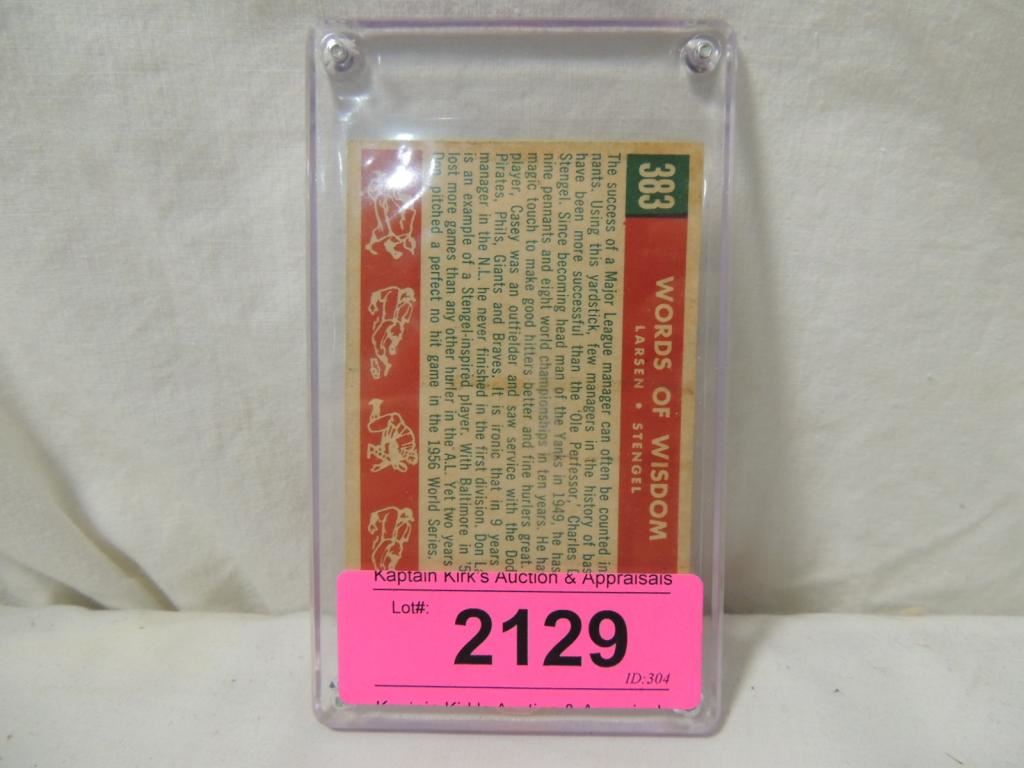 383
WORDS OF WISDOM
LARSEN • STENGEL
The success of a Major League manager can often be counted in
nants. Using this yardstick, few managers in the history of bas
have been more successful than the 'Ole Perfessor,' Charles
Stengel. Since becoming head man of the Yanks in 1949, he has
nine pennants and eight world championships in ten years. He ha
magic touch to make good hitters better and fine hurlers great.
player, Casey was an outfielder and saw service with the Dod
Pirates, Phils, Giants and Braves. It is ironic that in 9 years
manager in the N.L. he never finished in the first division. Don La
is an example of a Stengel-inspired player. With Baltimore in '5
lost more games than any other hurler in the A.L. Yet two years
Don pitched a perfect no hit game in the 1956 World Series.
Kaptain Kirk's Auction & Appraisals
Lot#:
2129
ID:304